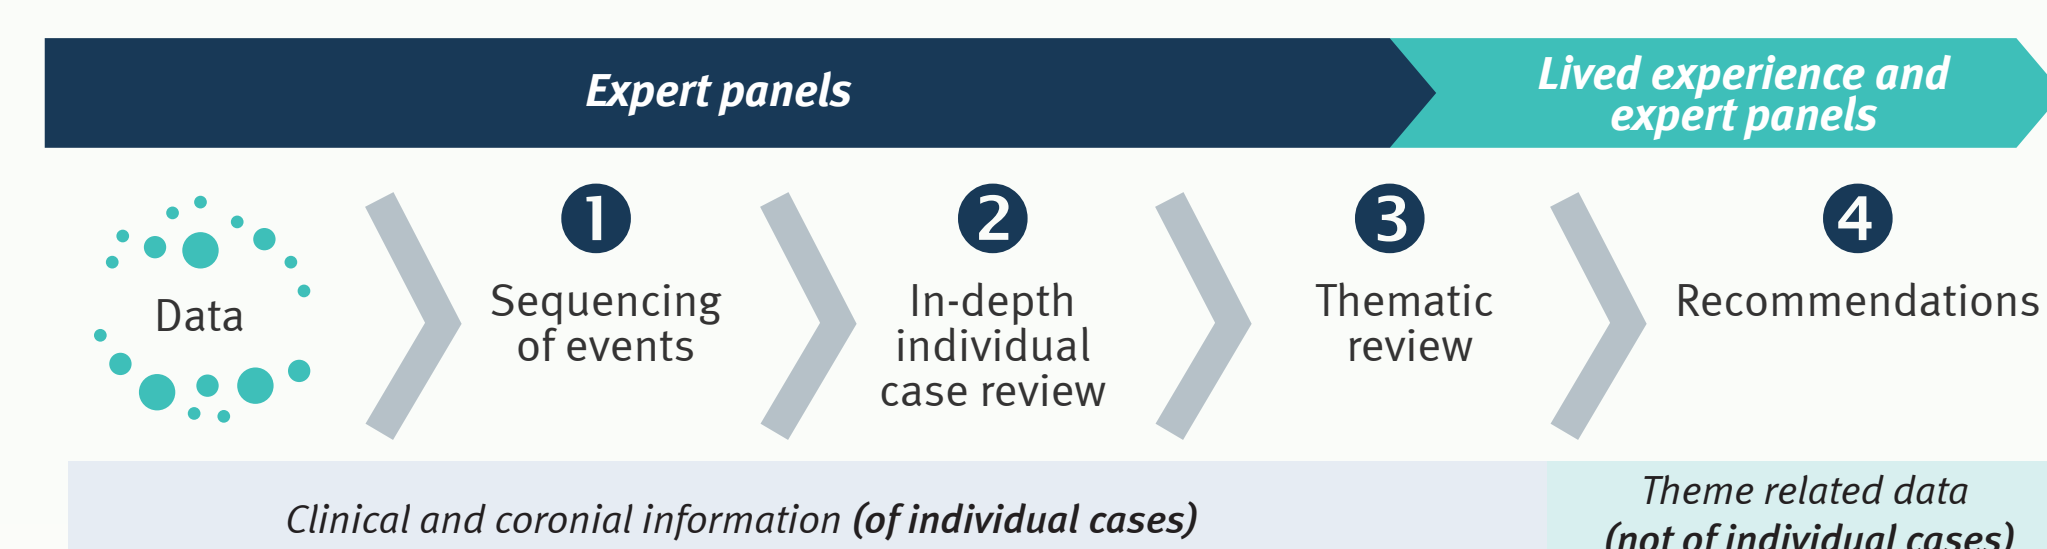 Expert panels
Lived experience and
expert panels
Data
1
Sequencing
of events
2
In-depth
individual
case review
3
Thematic
review
4
Recommendations
Clinical and coronial information (of individual cases)
Theme related data
(not of individual cases)